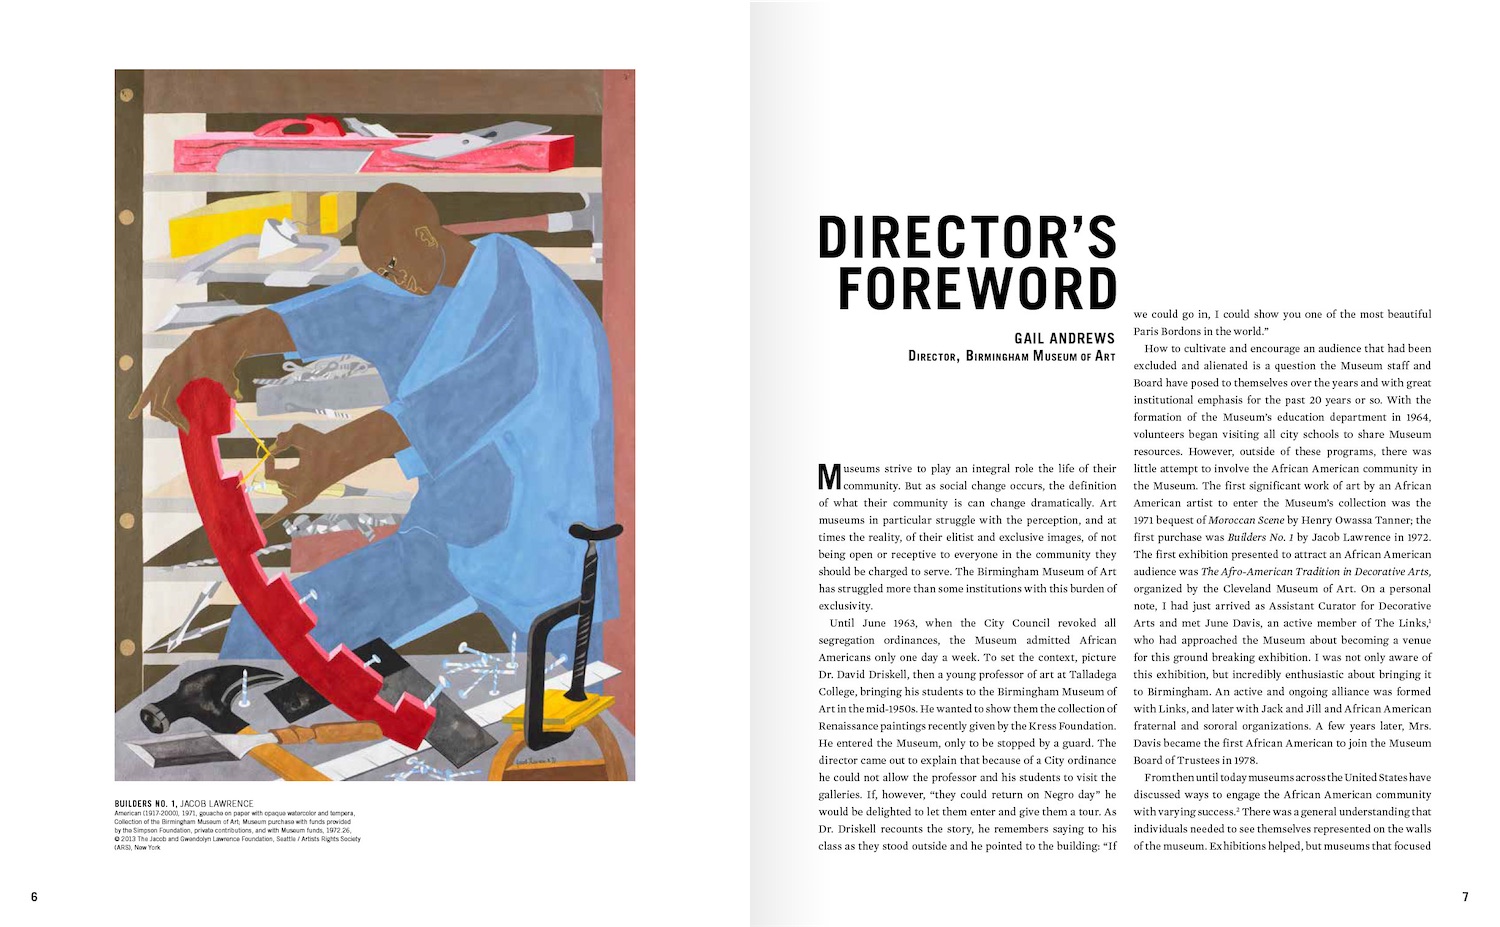 BUILDERS NO. 1, JACOB LAWRENCE
American (1917-2000), 1971, gouache on paper with opaque watercolor and tempera,
Collection of the Birmingham Museum of Art; Museum purchase with funds provided
by the Simpson Foundation, private contributions, and with Museum funds, 1972.26,
© 2013 The Jacob and Gwendolyn Lawrence Foundation, Seattle / Artists Rights Society
(ARS), New York
6
DIRECTOR'S
FOREWORD
GAIL ANDREWS
DIRECTOR, BIRMINGHAM MUSEUM OF ART
Museums strive to play an integral role the life of their
community. But as social change occurs, the definition
of what their community is can change dramatically. Art
museums in particular struggle with the perception, and at
times the reality, of their elitist and exclusive images, of not
being open or receptive to everyone in the community they
should be charged to serve. The Birmingham Museum of Art
has struggled more than some institutions with this burden of
exclusivity.
Until June 1963, when the City Council revoked all
segregation ordinances, the Museum admitted African
Americans only one day a week. To set the context, picture
Dr. David Driskell, then a young professor of art at Talladega
College, bringing his students to the Birmingham Museum of
Art in the mid-1950s. He wanted to show them the collection of
Renaissance paintings recently given by the Kress Foundation.
He entered the Museum, only to be stopped by a guard. The
director came out to explain that because of a City ordinance
he could not allow the professor and his students to visit the
galleries. If, however, “they could return on Negro day” he
would be delighted to let them enter and give them a tour. As
Dr. Driskell recounts the story, he remembers saying to his
class as they stood outside and he pointed to the building: “If
we could go in, I could show you one of the most beautiful
Paris Bordons in the world.”
How to cultivate and encourage an audience that had been
excluded and alienated is a question the Museum staff and
Board have posed to themselves over the years and with great
institutional emphasis for the past 20 years or so. With the
formation of the Museum's education department in 1964,
volunteers began visiting all city schools to share Museum
resources. However, outside of these programs, there was
little attempt to involve the African American community in
the Museum. The first significant work of art by an African
American artist to enter the Museum's collection was the
1971 bequest of Moroccan Scene by Henry Owassa Tanner; the
first purchase was Builders No. 1 by Jacob Lawrence in 1972.
The first exhibition presented to attract an African American
audience was The Afro-American Tradition in Decorative Arts,
organized by the Cleveland Museum of Art. On a personal
note, I had just arrived as Assistant Curator for Decorative
Arts and met June Davis, an active member of The Links,¹
who had approached the Museum about becoming a venue
for this ground breaking exhibition. I was not only aware of
this exhibition, but incredibly enthusiastic about bringing it
to Birmingham. An active and ongoing alliance was formed
with Links, and later with Jack and Jill and African American
fraternal and sororal organizations. A few years later, Mrs.
Davis became the first African American to join the Museum
Board of Trustees in 1978.
From then until today museums across the United States have
discussed ways to engage the African American community
with varying success.² There was a general understanding that
individuals needed to see themselves represented on the walls
of the museum. Exhibitions helped, but museums that focused
7